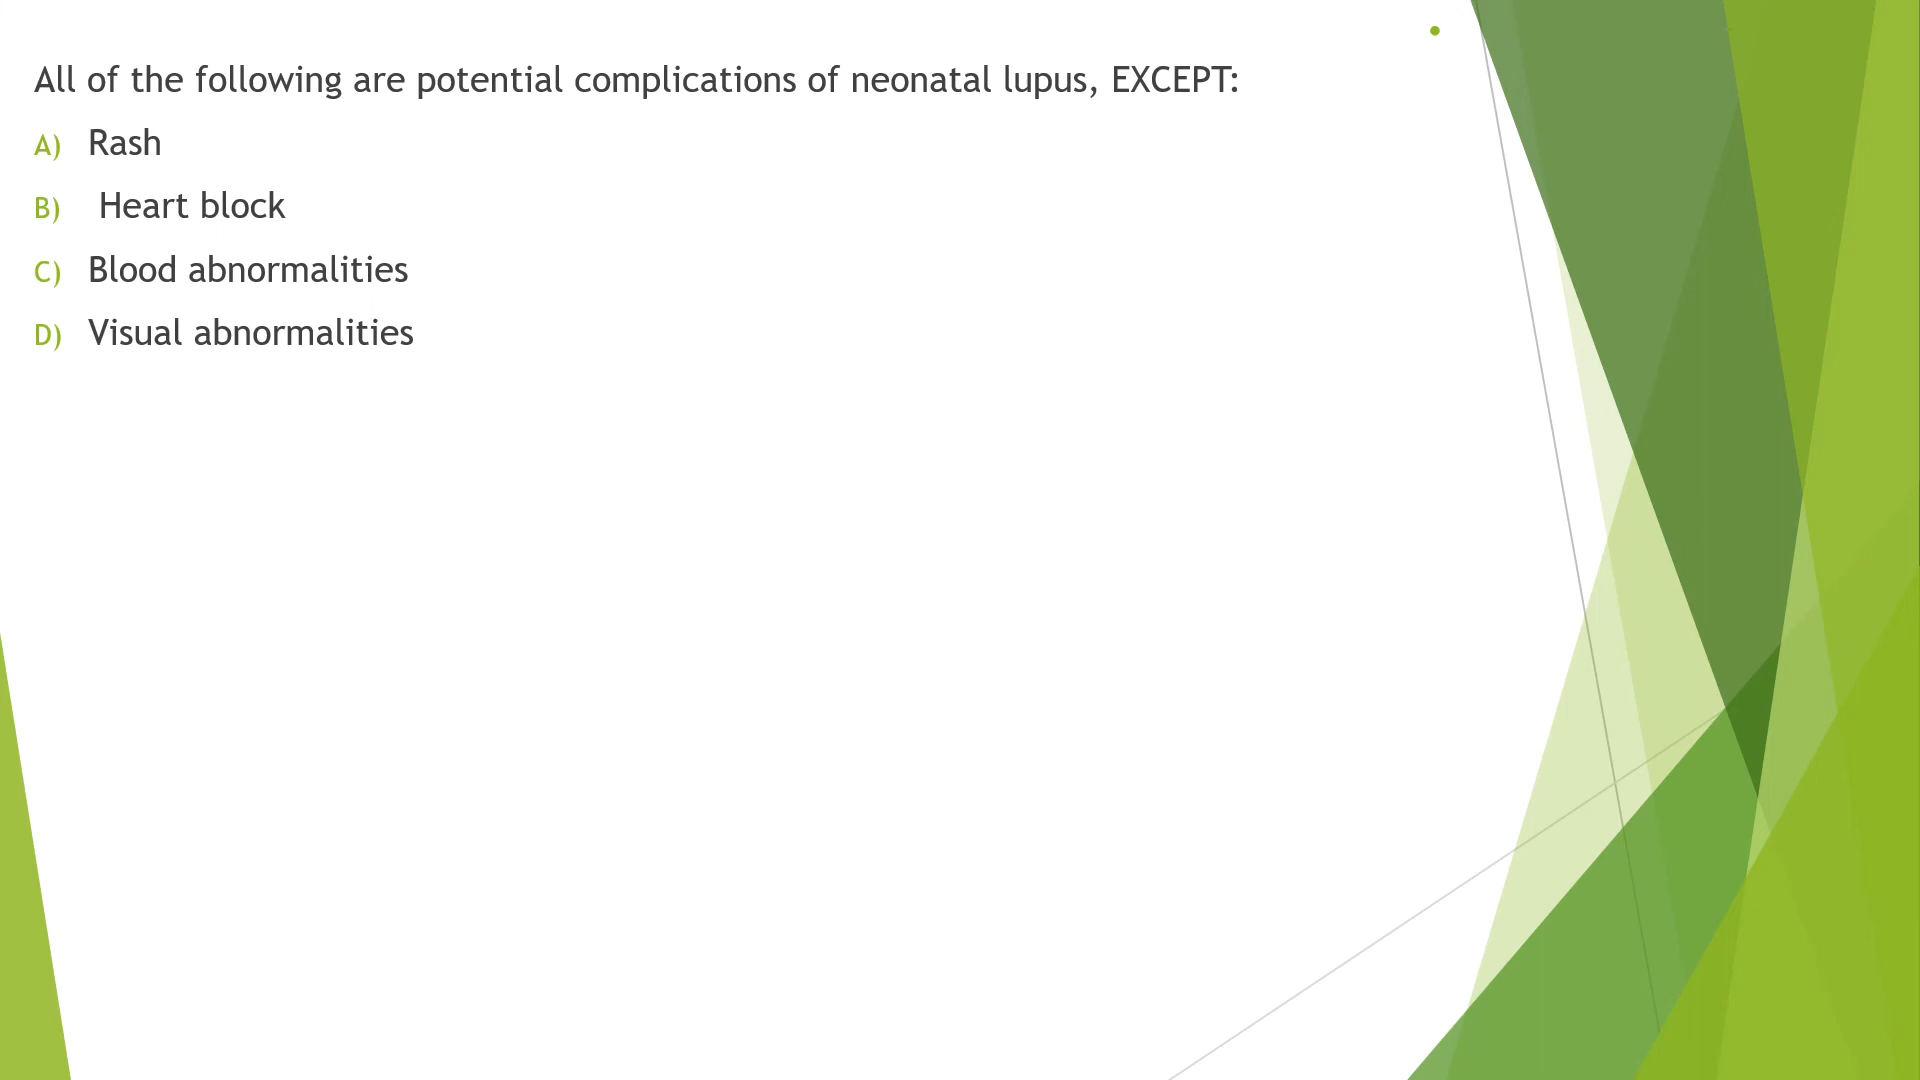 All of the following are potential complications of neonatal lupus, EXCEPT:
A) Rash
B) Heart block
C) Blood abnormalities
D) Visual abnormalities